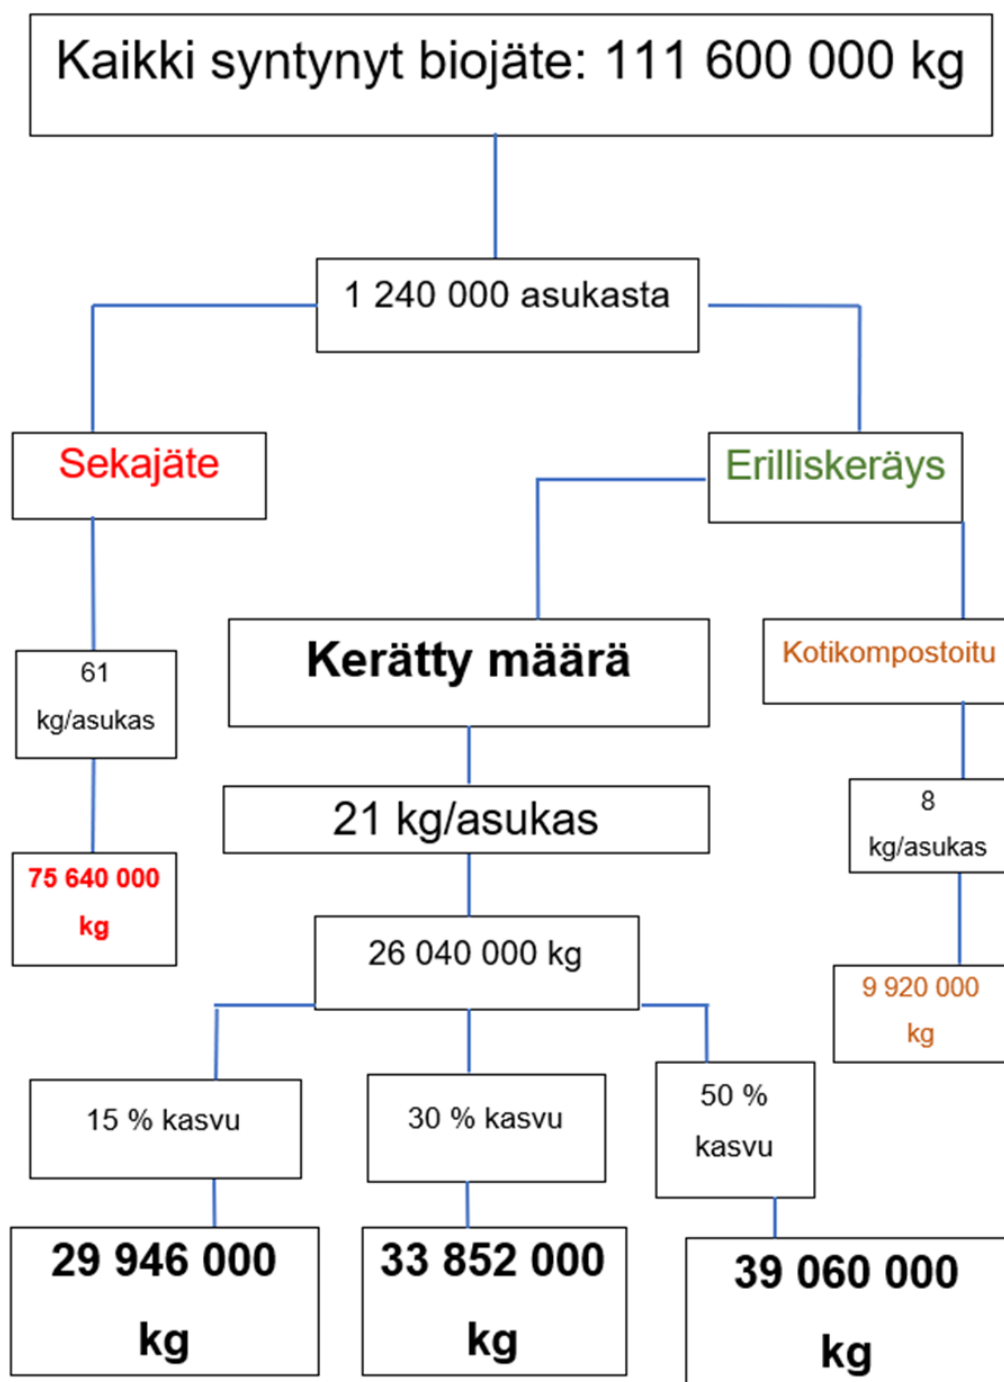 Kaikki syntynyt biojäte: 111 600 000 kg
1 240 000 asukasta
Sekajäte
Erilliskeräys
Kerätty määrä
Kotikompostoitu
61
kg/asukas
21 kg/asukas
8
kg/asukas
75 640 000
kg
26 040 000 kg
9 920 000
kg
15 % kasvu
30 % kasvu
50 %
kasvu
29 946 000
kg
33 852 000
kg
39 060 000
kg